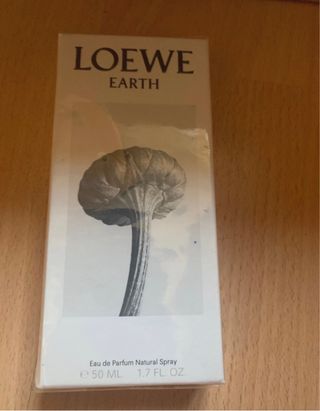 LOEWE
EARTH
Eau de Parfum Natural Spray
℮ 50 ML 1.7 FL. OZ.